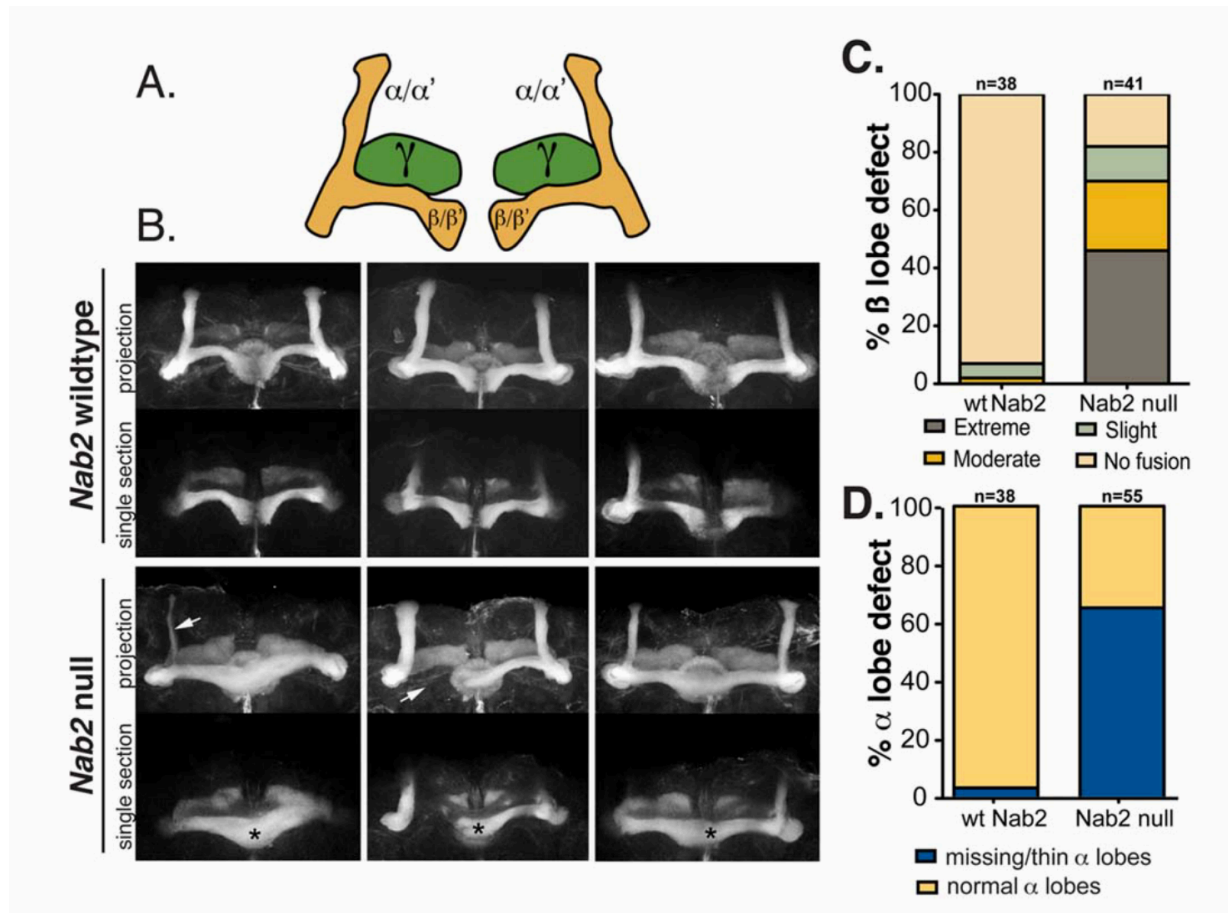 A.
α/α’ α/α’
γ γ
β/β’ β/β’
B.
Nab2 wildtype
projection
single section
Nab2 null
projection
single section
* * *
C.
n=38 n=41
100
80
60
40
20
0
% ß lobe defect
wt Nab2 Nab2 null
Extreme Slight
Moderate No fusion
D.
n=38 n=55
100
80
60
40
20
0
% α lobe defect
wt Nab2 Nab2 null
missing/thin α lobes
normal α lobes